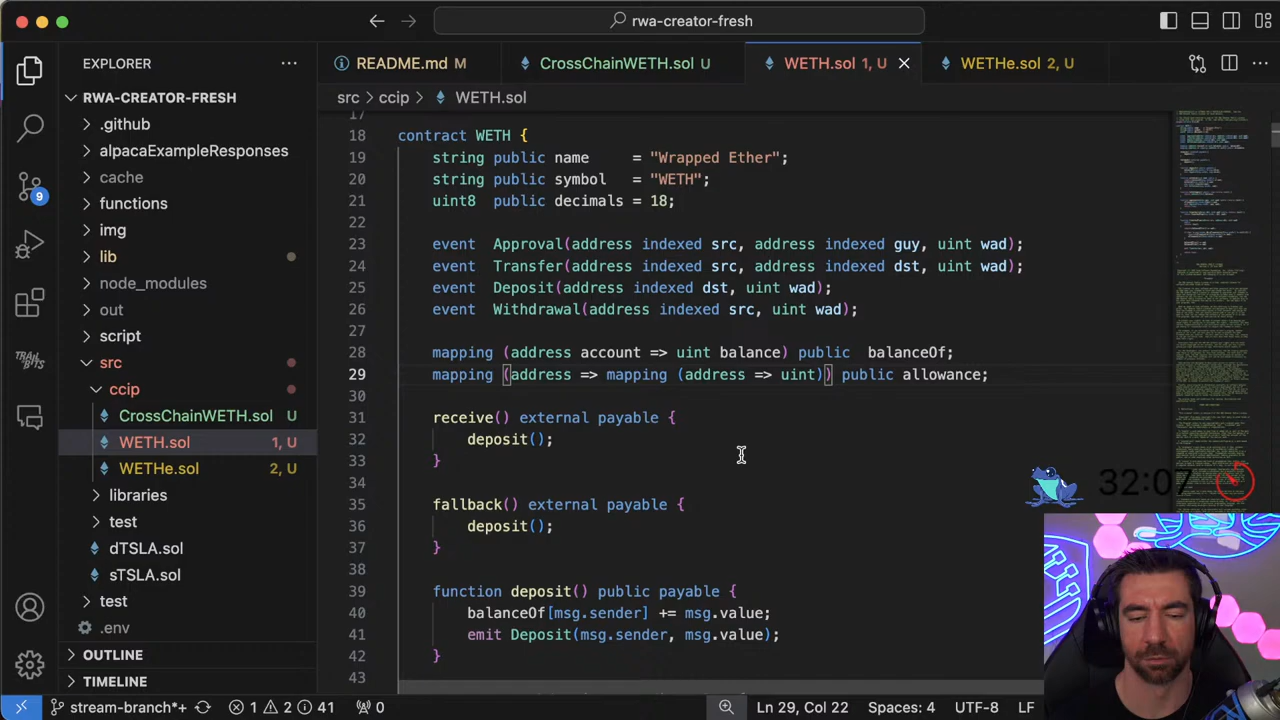 rwa-creator-fresh
EXPLORER
README.md M
CrossChainWETH.sol U
WETH.sol 1, U
WETHe.sol 2, U
RWA-CREATOR-FRESH
.github
alpacaExampleResponses
cache
functions
img
lib
node_modules
out
script
src
ccip
CrossChainWETH.sol U
WETH.sol 1, U
WETHe.sol 2, U
libraries
test
dTSLA.sol
sTSLA.sol
test
.env
OUTLINE
TIMELINE
9
src > ccip > WETH.sol
17
18 contract WETH {
19 string public name = "Wrapped Ether";
20 string public symbol = "WETH";
21 uint8 public decimals = 18;
22
23 event Approval(address indexed src, address indexed guy, uint wad);
24 event Transfer(address indexed src, address indexed dst, uint wad);
25 event Deposit(address indexed dst, uint wad);
26 event Withdrawal(address indexed src, uint wad);
27
28 mapping (address account => uint balance) public balanceOf;
29 mapping (address => mapping (address => uint)) public allowance;
30
31 receive() external payable {
32 deposit();
33 }
35 fallback() external payable {
36 deposit();
37 }
38
39 function deposit() public payable {
40 balanceOf[msg.sender] += msg.value;
41 emit Deposit(msg.sender, msg.value);
42 }
43
32:07
stream-branch*+ 1 2 41 0 Ln 29, Col 22 Spaces: 4 UTF-8 LF